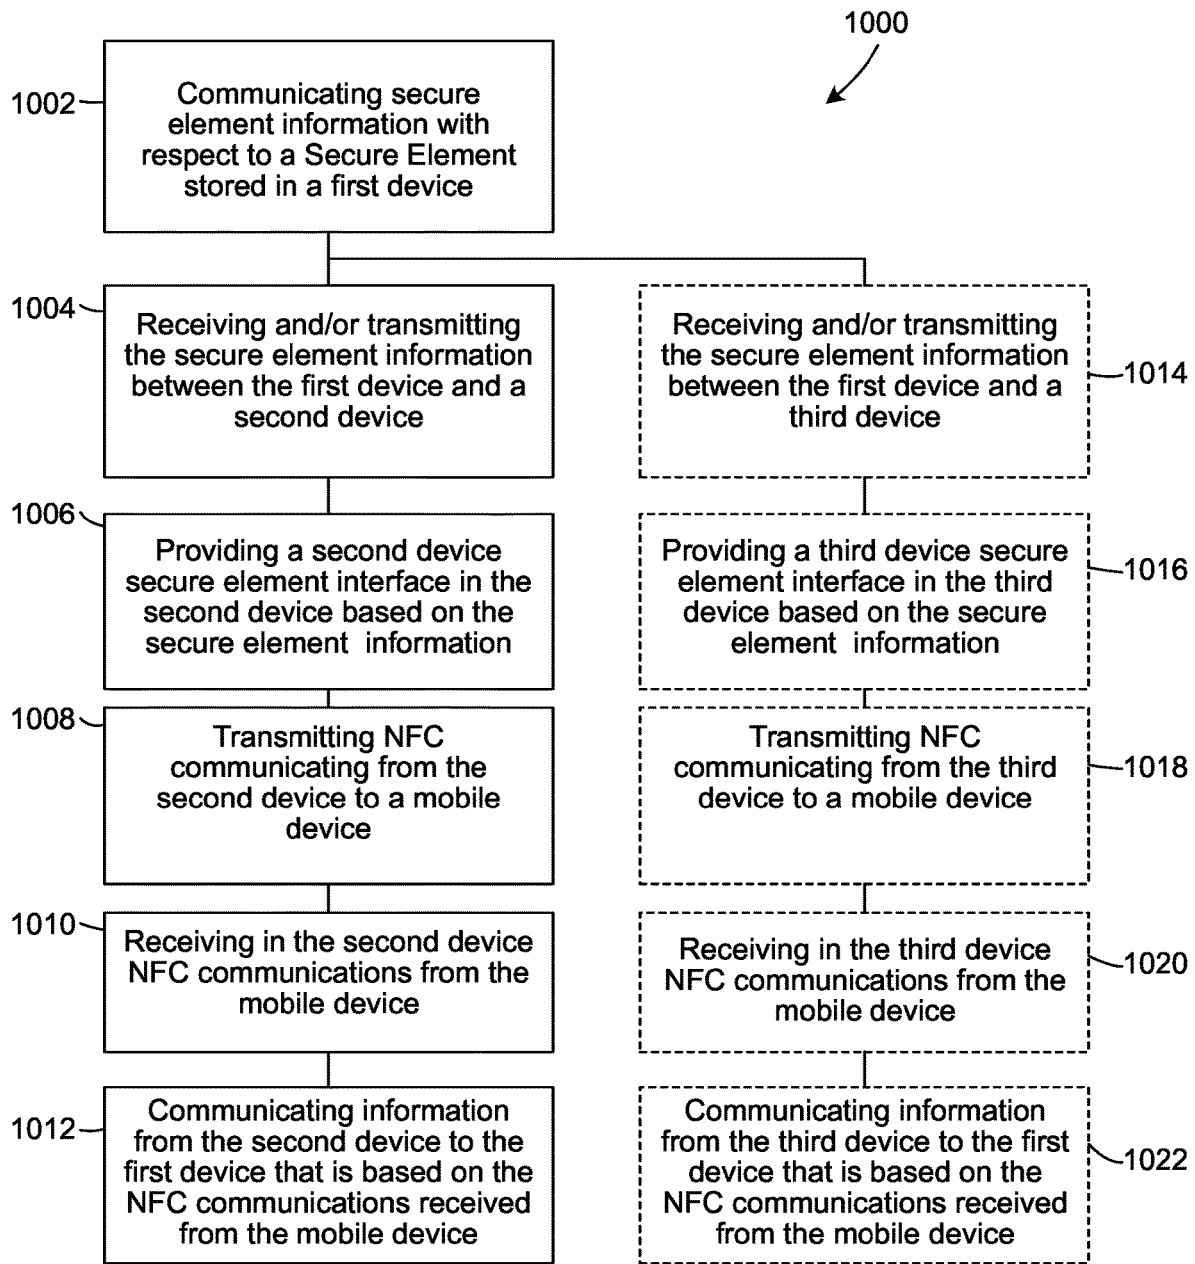 1000
1002
Communicating secure
element information with
respect to a Secure Element
stored in a first device
1004
Receiving and/or transmitting
the secure element information
between the first device and a
second device
Receiving and/or transmitting
the secure element information
between the first device and a
third device
1014
1006
Providing a second device
secure element interface in the
second device based on the
secure element  information
Providing a third device secure
element interface in the third
device based on the secure
element  information
1016
1008
Transmitting NFC
communicating from the
second device to a mobile
device
Transmitting NFC
communicating from the third
device to a mobile device
1018
1010
Receiving in the second device
NFC communications from the
mobile device
Receiving in the third device
NFC communications from the
mobile device
1020
1012
Communicating information
from the second device to the
first device that is based on the
NFC communications received
from the mobile device
Communicating information
from the third device to the first
device that is based on the
NFC communications received
from the mobile device
1022